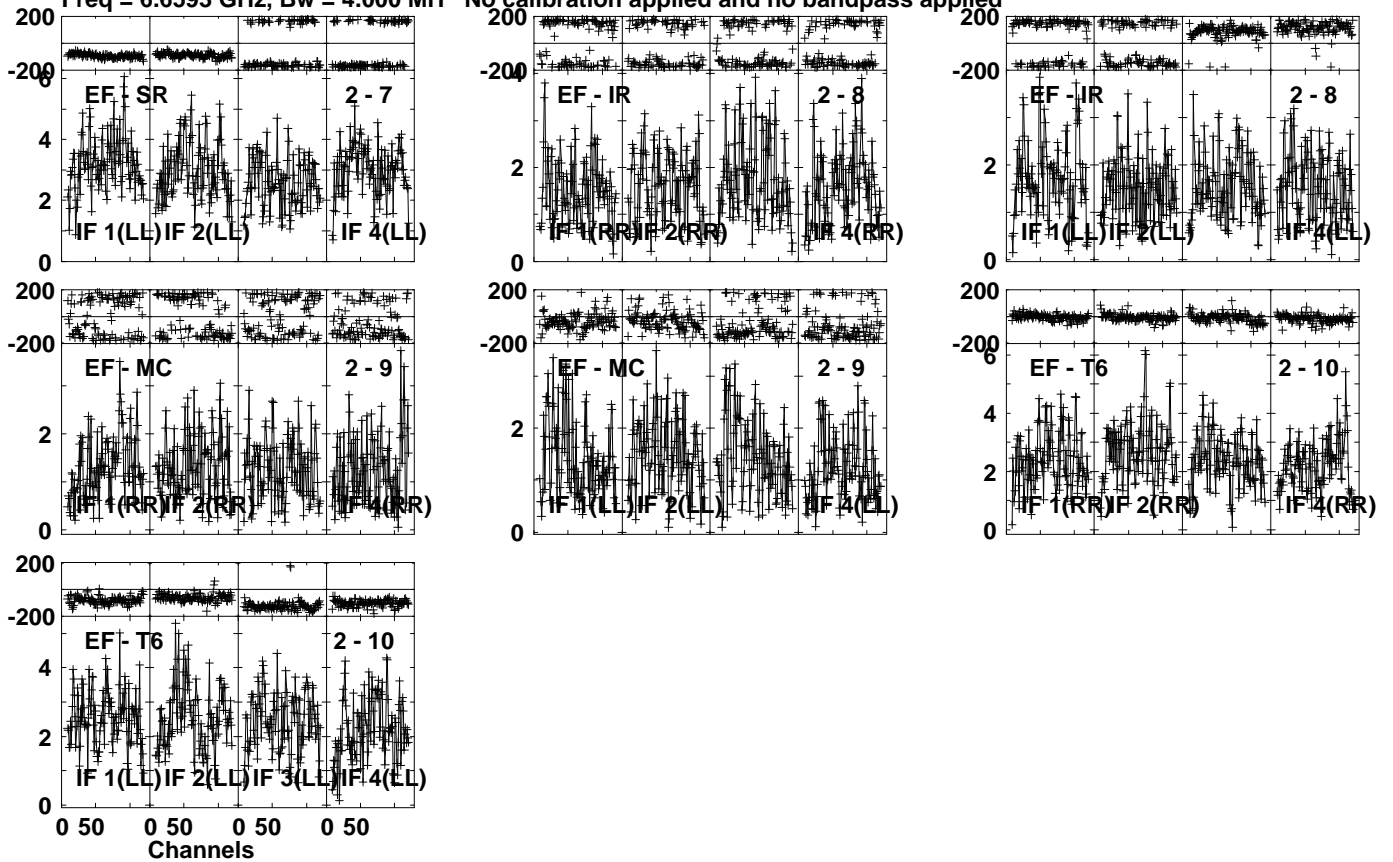 Freq = 6.6593 GHz, Bw = 4.000 MH No calibration applied and no bandpass applied
200 200 200
-200 -200 -200
6 4
EF - SR 2 - 7 EF - IR 2 - 8 EF - IR 2 - 8
4
2 2 2
IF 1(LL) IF 2(LL) IF 4(LL) IF 1(RR) IF 2(RR) IF 4(RR) IF 1(LL) IF 2(LL) IF 4(LL)
0 0 0
200 200 200
-200 -200 -200
6
EF - MC 2 - 9 EF - MC 2 - 9 EF - T6 2 - 10
4
2 2 2
IF 1(RR) IF 2(RR) IF 4(RR) IF 1(LL) IF 2(LL) IF 4(LL) IF 1(RR) IF 2(RR) IF 4(RR)
0 0 0
200
-200
EF - T6 2 - 10
4
2
IF 1(LL) IF 2(LL) IF 3(LL) IF 4(LL)
0
0 50 0 50 0 50 0 50
Channels